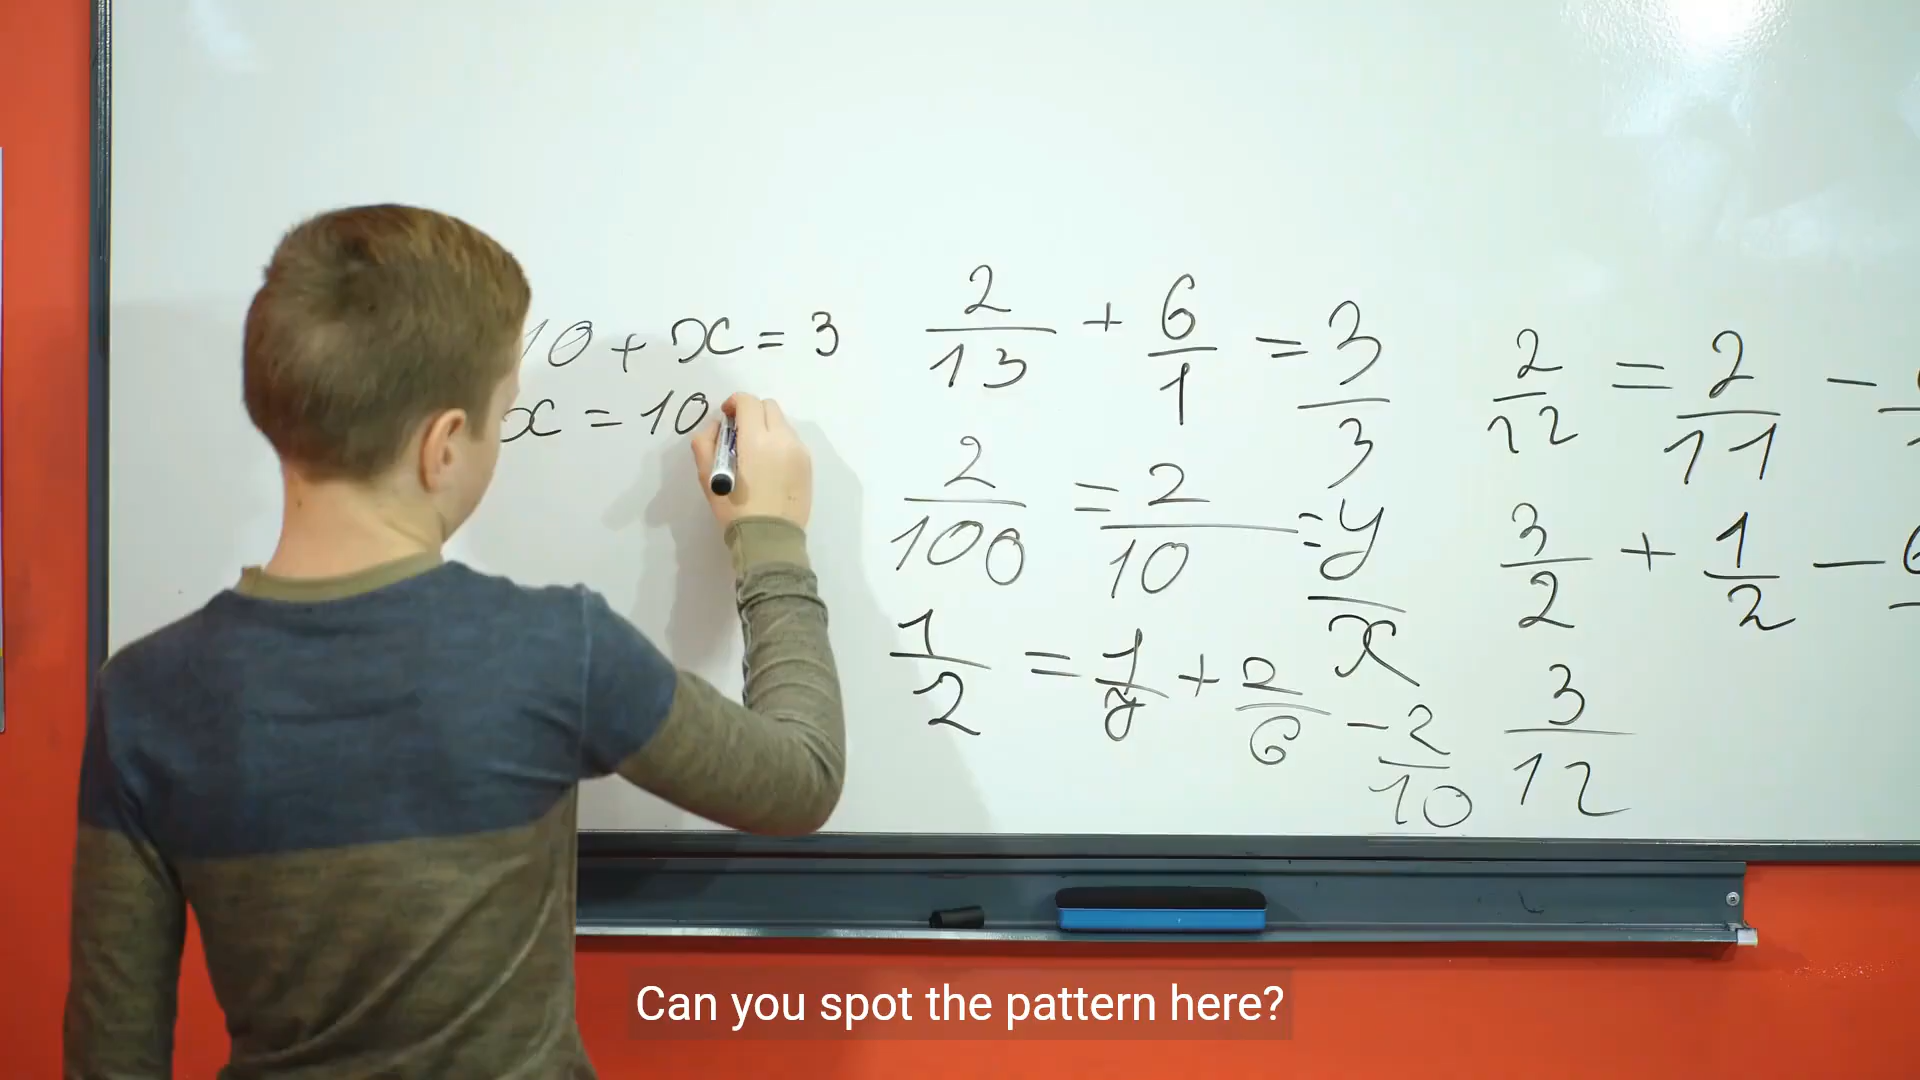 10 + x = 3
x = 10
2/13 + 6/1 = 3/3
2/100 = 2/10 = y/x
1/2 = 1/y + 2/6 - 2/10
2/12 = 2/11 -
3/2 + 1/2 -
3/12
Can you spot the pattern here?